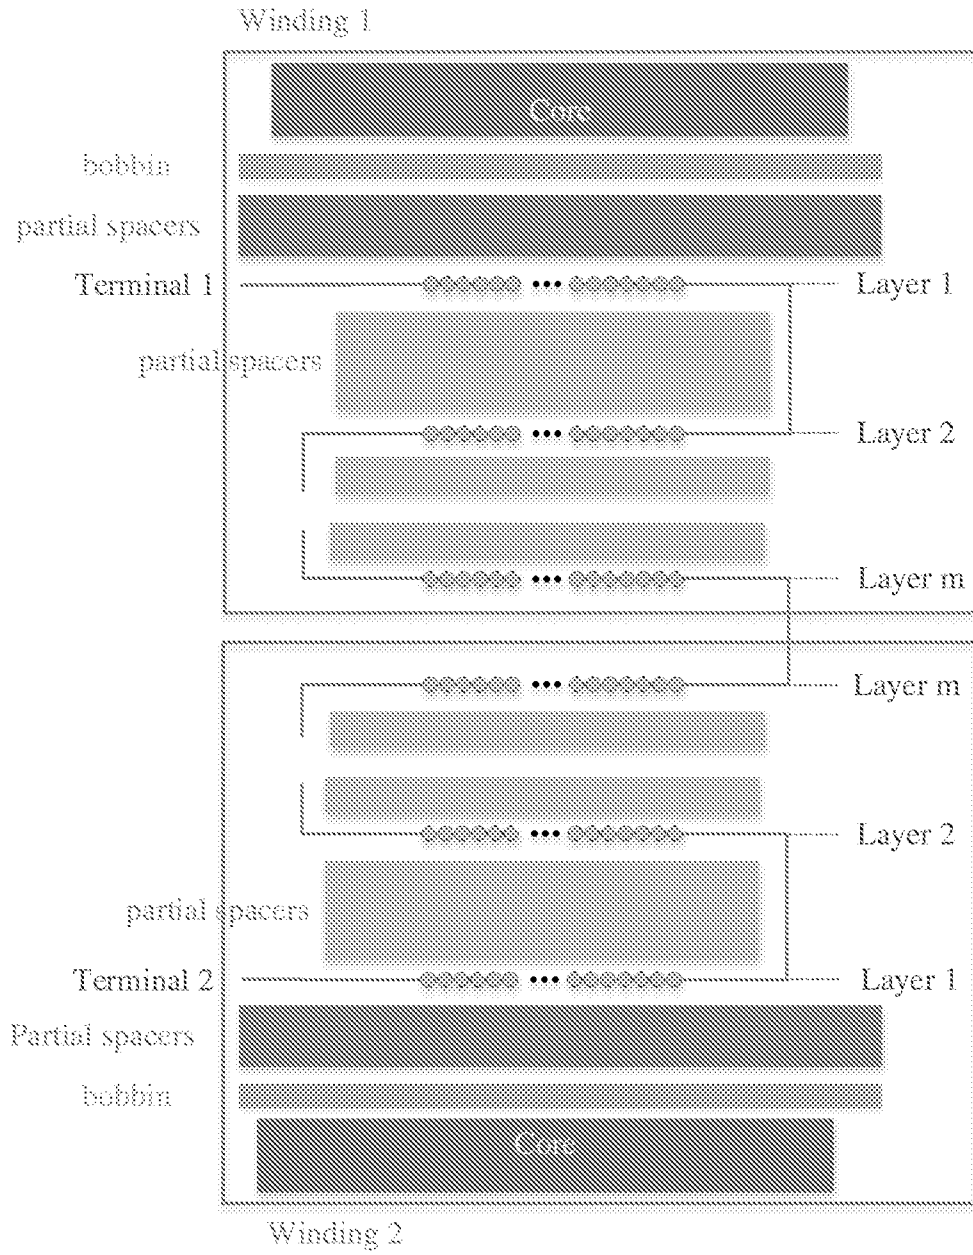 Winding 1
Core
bobbin
partial spacers
Terminal 1
Layer 1
partial spacers
Layer 2
Layer m
Layer m
Layer 2
partial spacers
Terminal 2
Layer 1
Partial spacers
bobbin
Core
Winding 2